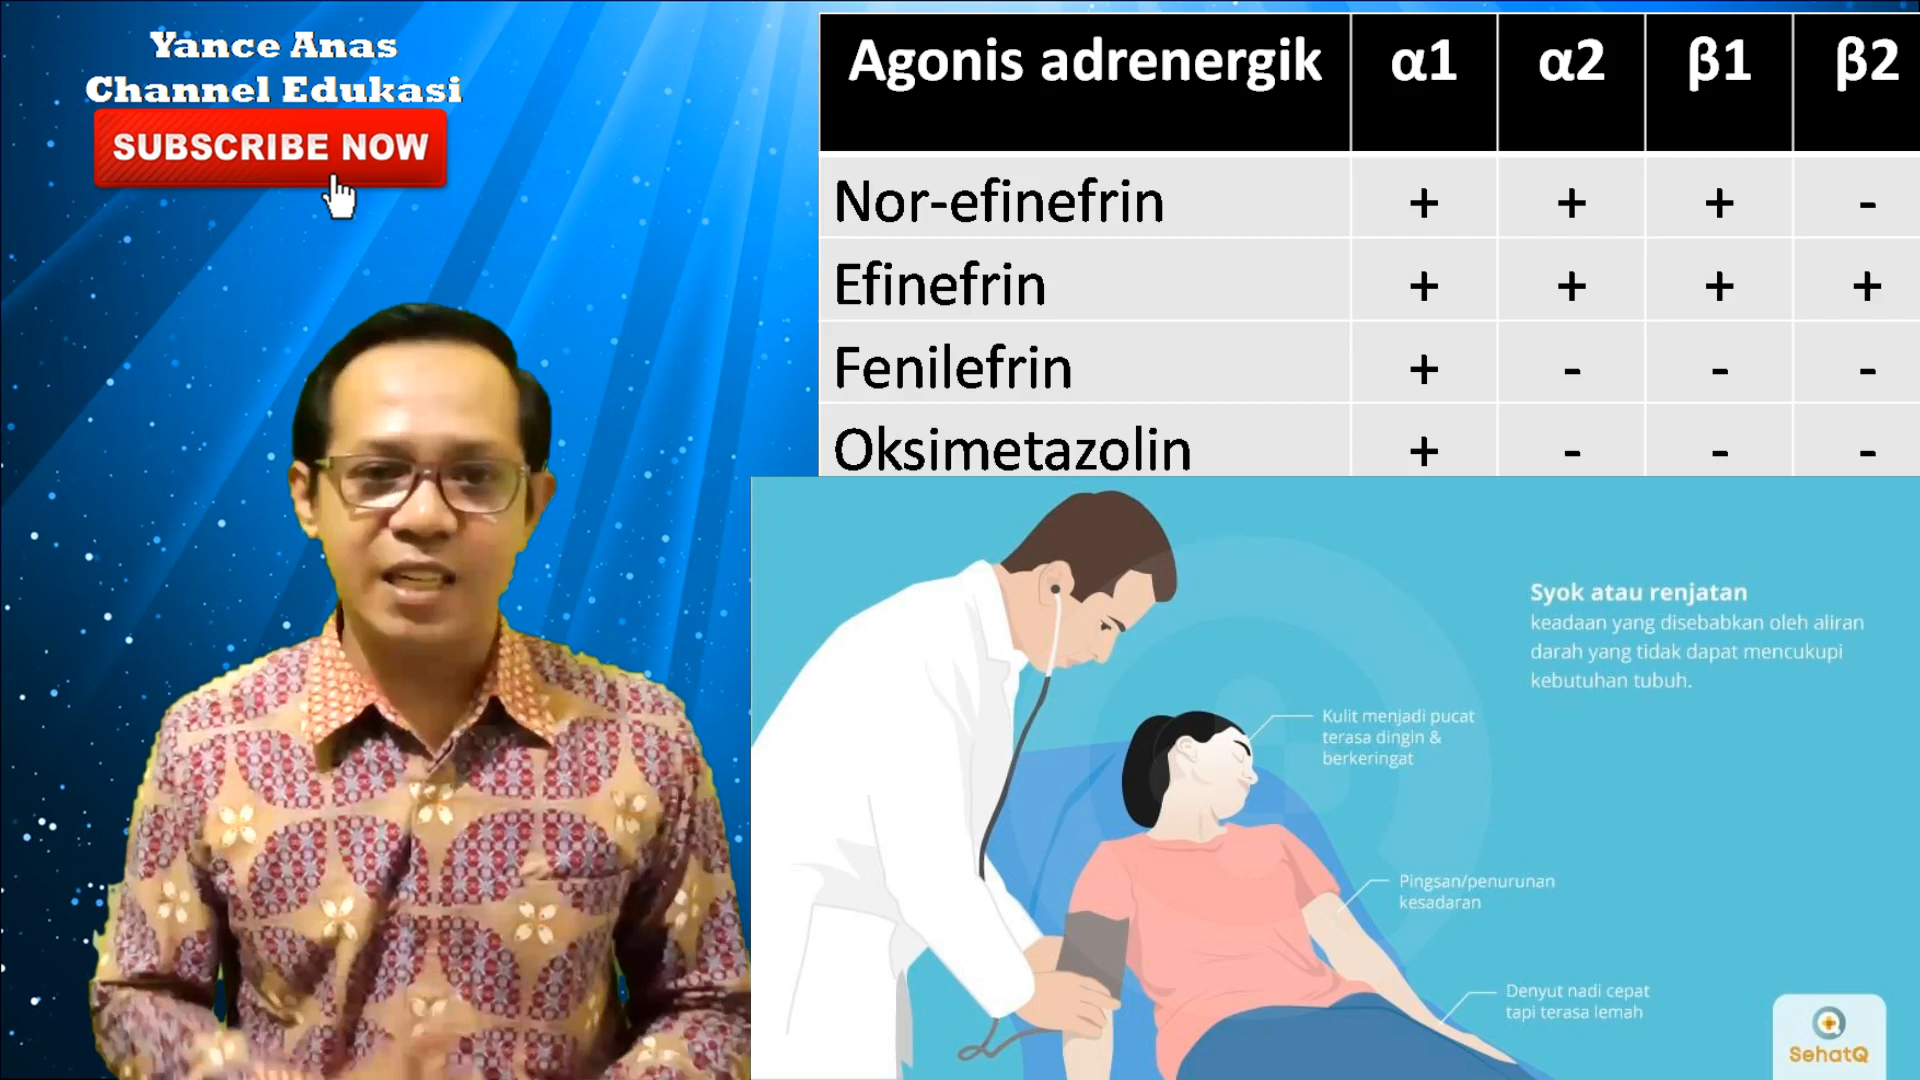 Yance Anas
Channel Edukasi
SUBSCRIBE NOW
Agonis adrenergik α1 α2 β1 β2
Nor-efinefrin + + + -
Efinefrin + + + +
Fenilefrin + - - -
Oksimetazolin + - - -
Syok atau renjatan
keadaan yang disebabkan oleh aliran
darah yang tidak dapat mencukupi
kebutuhan tubuh.
Kulit menjadi pucat
terasa dingin &
berkeringat
Pingsan/penurunan
kesadaran
Denyut nadi cepat
tapi terasa lemah
SehatQ